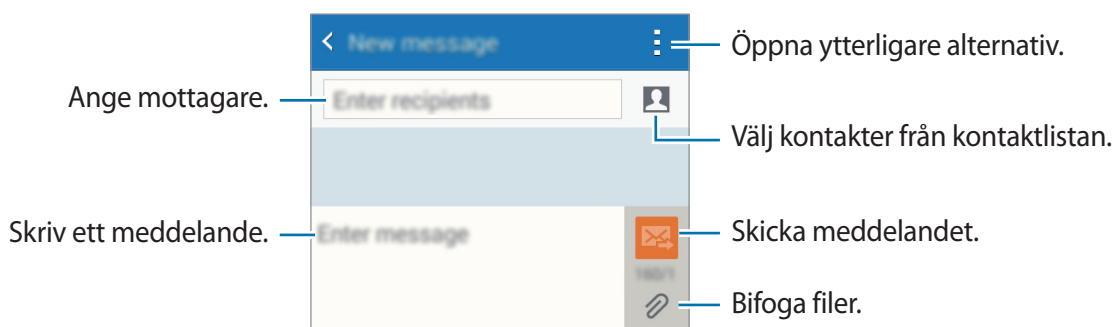 New message
Öppna ytterligare alternativ.
Ange mottagare.
Enter recipients
Välj kontakter från kontaktlistan.
Skriv ett meddelande.
Enter message
Skicka meddelandet.
160/1
Bifoga filer.